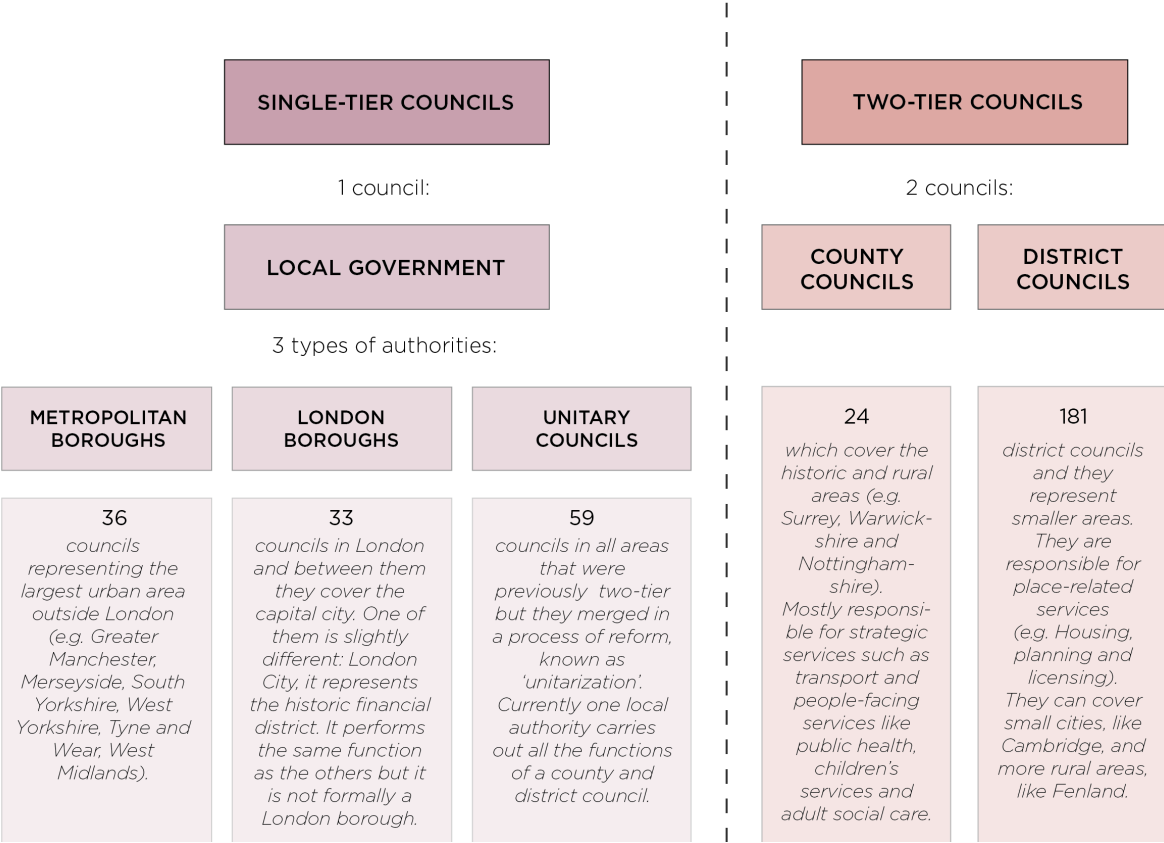 SINGLE-TIER COUNCILS
1 council:
LOCAL GOVERNMENT
3 types of authorities:
METROPOLITAN
BOROUGHS
36
councils
representing the
largest urban area
outside London
(e.g. Greater
Manchester,
Merseyside, South
Yorkshire, West
Yorkshire, Tyne and
Wear, West
Midlands).
LONDON
BOROUGHS
33
councils in London
and between them
they cover the
capital city. One of
them is slightly
different: London
City, it represents
the historic financial
district. It performs
the same function
as the others but it
is not formally a
London borough.
UNITARY
COUNCILS
59
councils in all areas
that were
previously two-tier
but they merged in
a process of reform,
known as
‘unitarization’.
Currently one local
authority carries
out all the functions
of a county and
district council.
TWO-TIER COUNCILS
2 councils:
COUNTY
COUNCILS
24
which cover the
historic and rural
areas (e.g.
Surrey, Warwick-
shire and
Nottingham-
shire).
Mostly responsi-
ble for strategic
services such as
transport and
people-facing
services like
public health,
children’s
services and
adult social care.
DISTRICT
COUNCILS
181
district councils
and they
represent
smaller areas.
They are
responsible for
place-related
services
(e.g. Housing,
planning and
licensing).
They can cover
small cities, like
Cambridge, and
more rural areas,
like Fenland.